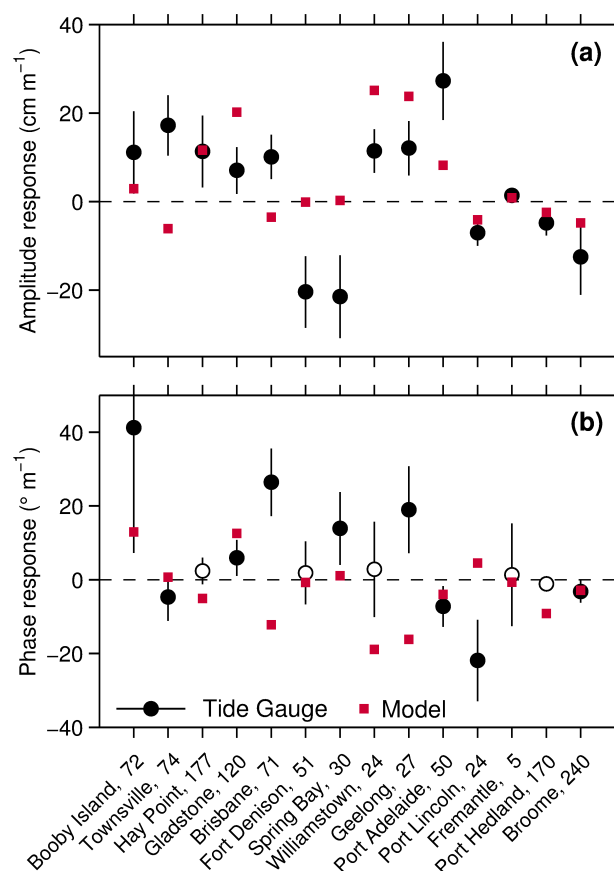 40
(a)
20
0
−20
Amplitude response (cm m⁻¹)
(b)
40
20
0
−20
−40
Phase response (° m⁻¹)
Tide Gauge
Model
Booby Island, 72
Townsville, 74
Hay Point, 177
Gladstone, 120
Brisbane, 71
Fort Denison, 51
Spring Bay, 30
Williamstown, 24
Geelong, 27
Port Adelaide, 50
Port Lincoln, 24
Fremantle, 5
Port Hedland, 170
Broome, 240